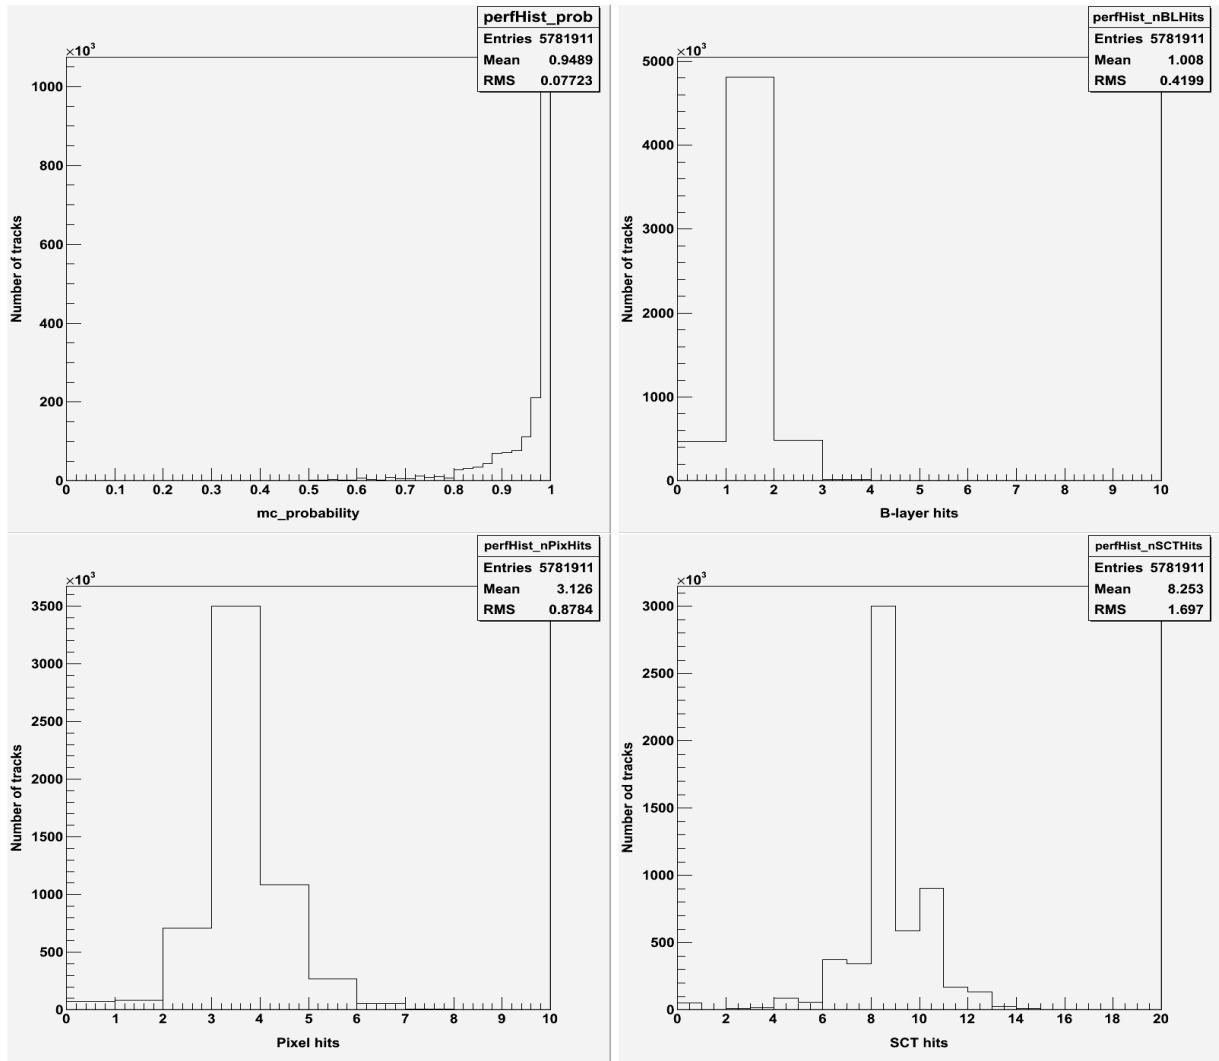 perfHist_prob
Entries 5781911
Mean 0.9489
RMS 0.07723
×10³
1000
800
600
400
200
0
Number of tracks
0 0.1 0.2 0.3 0.4 0.5 0.6 0.7 0.8 0.9 1
mc_probability
perfHist_nBLHits
Entries 5781911
Mean 1.008
RMS 0.4199
×10³
5000
4000
3000
2000
1000
0
Number of tracks
0 1 2 3 4 5 6 7 8 9 10
B-layer hits
perfHist_nPixHits
Entries 5781911
Mean 3.126
RMS 0.8784
×10³
3500
3000
2500
2000
1500
1000
500
0
Number of tracks
0 1 2 3 4 5 6 7 8 9 10
Pixel hits
perfHist_nSCTHits
Entries 5781911
Mean 8.253
RMS 1.697
×10³
3000
2500
2000
1500
1000
500
0
Number od tracks
0 2 4 6 8 10 12 14 16 18 20
SCT hits